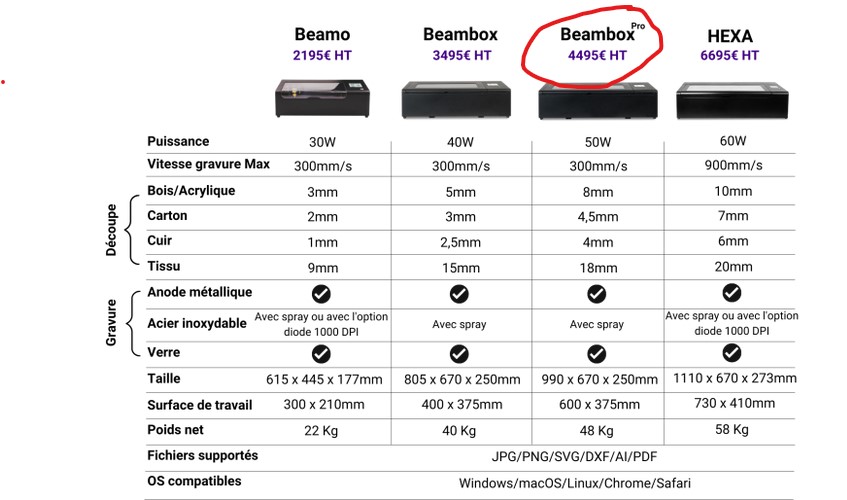 Beamo Beambox Beambox Pro HEXA
2195€ HT 3495€ HT 4495€ HT 6695€ HT
Puissance 30W 40W 50W 60W
Vitesse gravure Max 300mm/s 300mm/s 300mm/s 900mm/s
Découpe
Bois/Acrylique 3mm 5mm 8mm 10mm
Carton 2mm 3mm 4,5mm 7mm
Cuir 1mm 2,5mm 4mm 6mm
Tissu 9mm 15mm 18mm 20mm
Gravure
Anode métallique
Acier inoxydable Avec spray ou avec l'option diode 1000 DPI Avec spray Avec spray Avec spray ou avec l'option diode 1000 DPI
Verre
Taille 615 x 445 x 177mm 805 x 670 x 250mm 990 x 670 x 250mm 1110 x 670 x 273mm
Surface de travail 300 x 210mm 400 x 375mm 600 x 375mm 730 x 410mm
Poids net 22 Kg 40 Kg 48 Kg 58 Kg
Fichiers supportés JPG/PNG/SVG/DXF/AI/PDF
OS compatibles Windows/macOS/Linux/Chrome/Safari